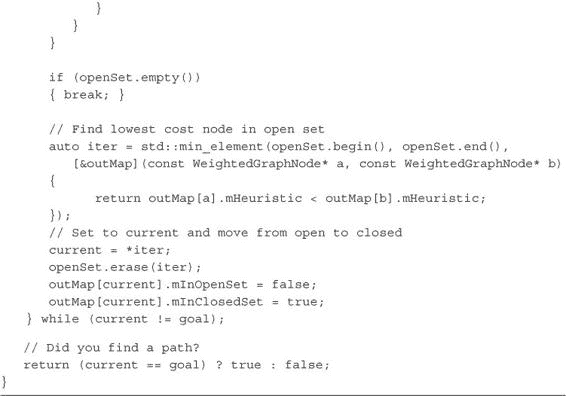 }
}
}
if (openSet.empty())
{ break; }
// Find lowest cost node in open set
auto iter = std::min_element(openSet.begin(), openSet.end(),
[&outMap](const WeightedGraphNode* a, const WeightedGraphNode* b)
{
return outMap[a].mHeuristic < outMap[b].mHeuristic;
});
// Set to current and move from open to closed
current = *iter;
openSet.erase(iter);
outMap[current].mInOpenSet = false;
outMap[current].mInClosedSet = true;
} while (current != goal);
// Did you find a path?
return (current == goal) ? true : false;
}